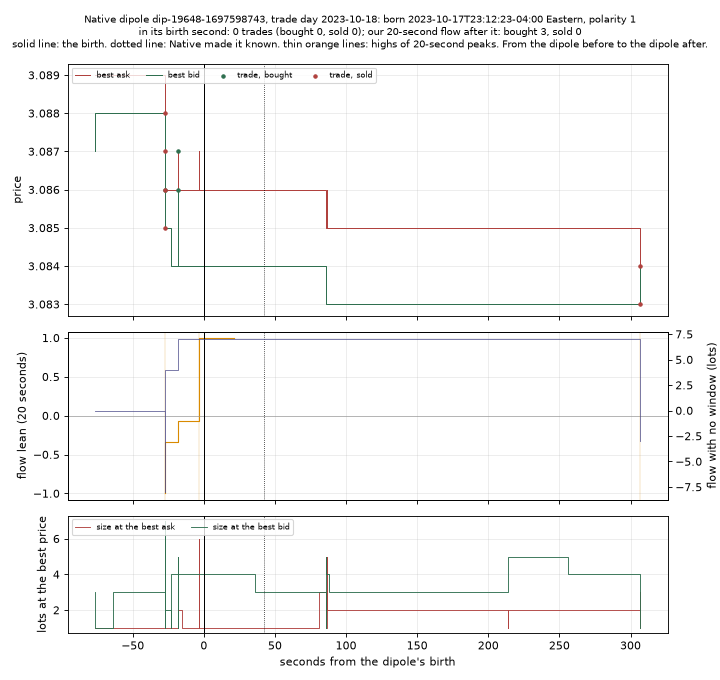 Native dipole dip-19648-1697598743, trade day 2023-10-18: born 2023-10-17T23:12:23-04:00 Eastern, polarity 1
in its birth second: 0 trades (bought 0, sold 0); our 20-second flow after it: bought 3, sold 0
solid line: the birth. dotted line: Native made it known. thin orange lines: highs of 20-second peaks. From the dipole before to the dipole after.
best ask best bid trade, bought trade, sold
3.089
3.088
3.087
3.086
3.085
3.084
3.083
price
1.0
0.5
0.0
−0.5
−1.0
flow lean (20 seconds)
7.5
5.0
2.5
0.0
−2.5
−5.0
−7.5
flow with no window (lots)
size at the best ask size at the best bid
6
4
2
lots at the best price
−50 0 50 100 150 200 250 300
seconds from the dipole's birth